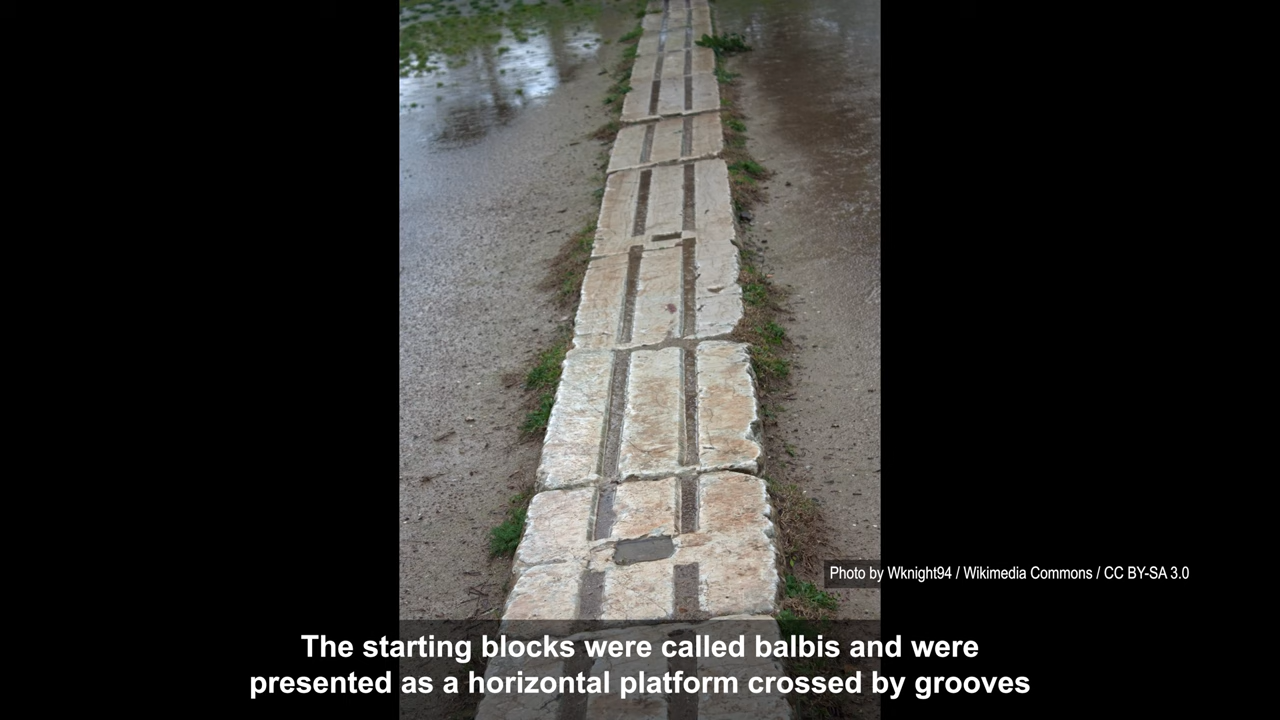 Photo by Wknight94 / Wikimedia Commons / CC BY-SA 3.0
The starting blocks were called balbis and were
presented as a horizontal platform crossed by grooves